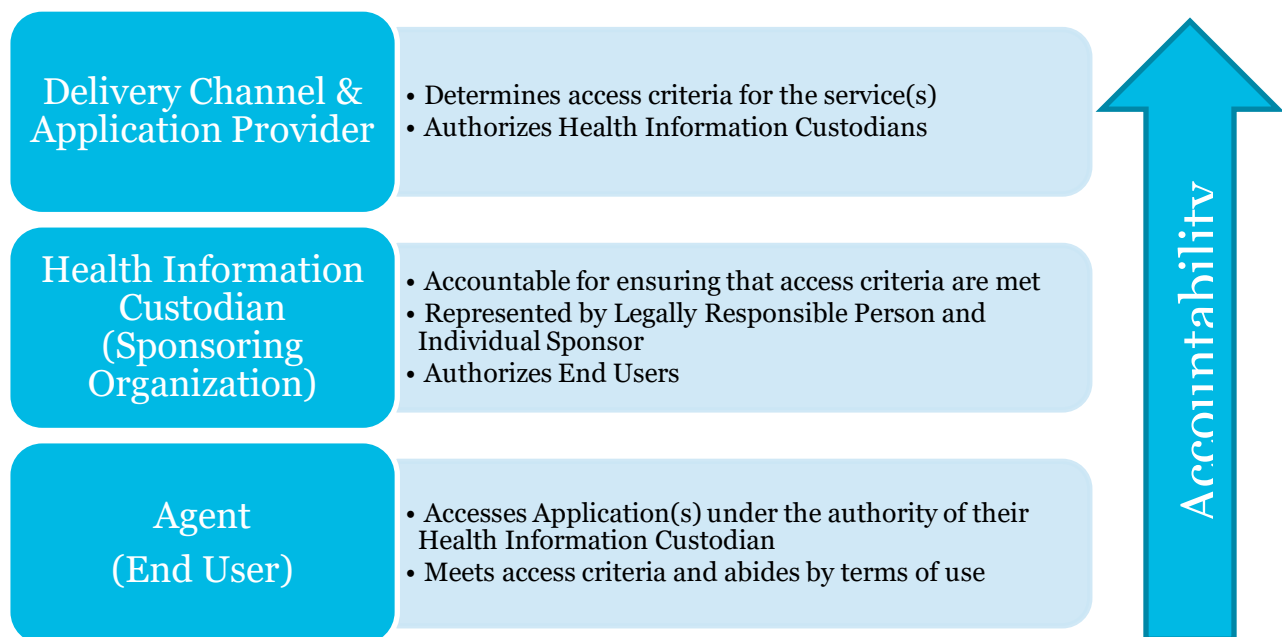 Delivery Channel &
Application Provider
• Determines access criteria for the service(s)
• Authorizes Health Information Custodians
Health Information
Custodian
(Sponsoring
Organization)
• Accountable for ensuring that access criteria are met
• Represented by Legally Responsible Person and
Individual Sponsor
• Authorizes End Users
Agent
(End User)
• Accesses Application(s) under the authority of their
Health Information Custodian
• Meets access criteria and abides by terms of use
Accountability